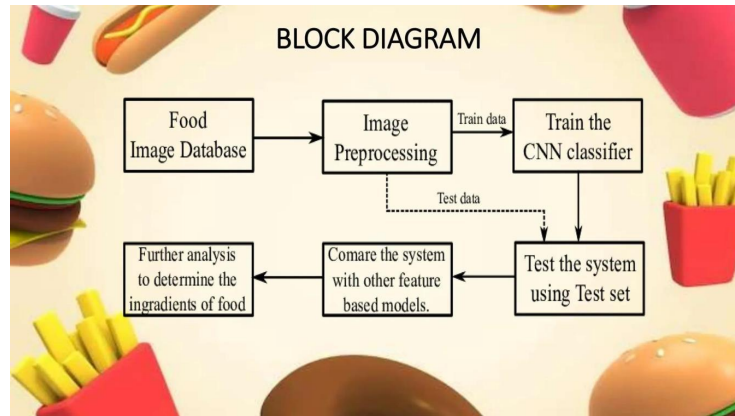 BLOCK DIAGRAM
Food
Image Database
Image
Preprocessing
Train data
Train the
CNN classifier
Test data
Further analysis
to determine the
ingradients of food
Comare the system
with other feature
based models.
Test the system
using Test set